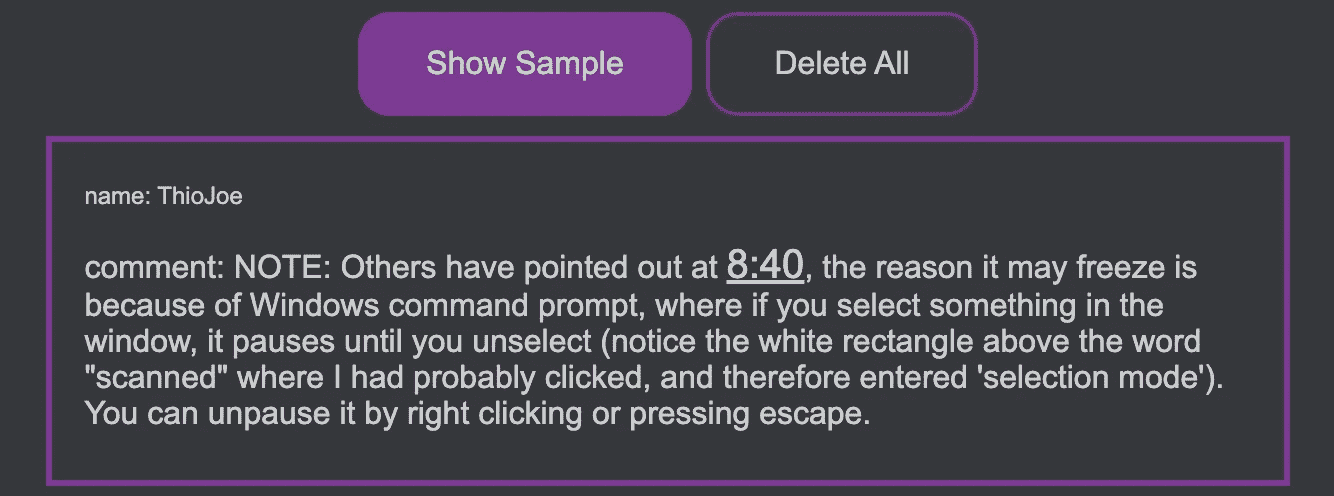 Show Sample
Delete All
name: ThioJoe
comment: NOTE: Others have pointed out at 8:40, the reason it may freeze is
because of Windows command prompt, where if you select something in the
window, it pauses until you unselect (notice the white rectangle above the word
"scanned" where I had probably clicked, and therefore entered 'selection mode').
You can unpause it by right clicking or pressing escape.